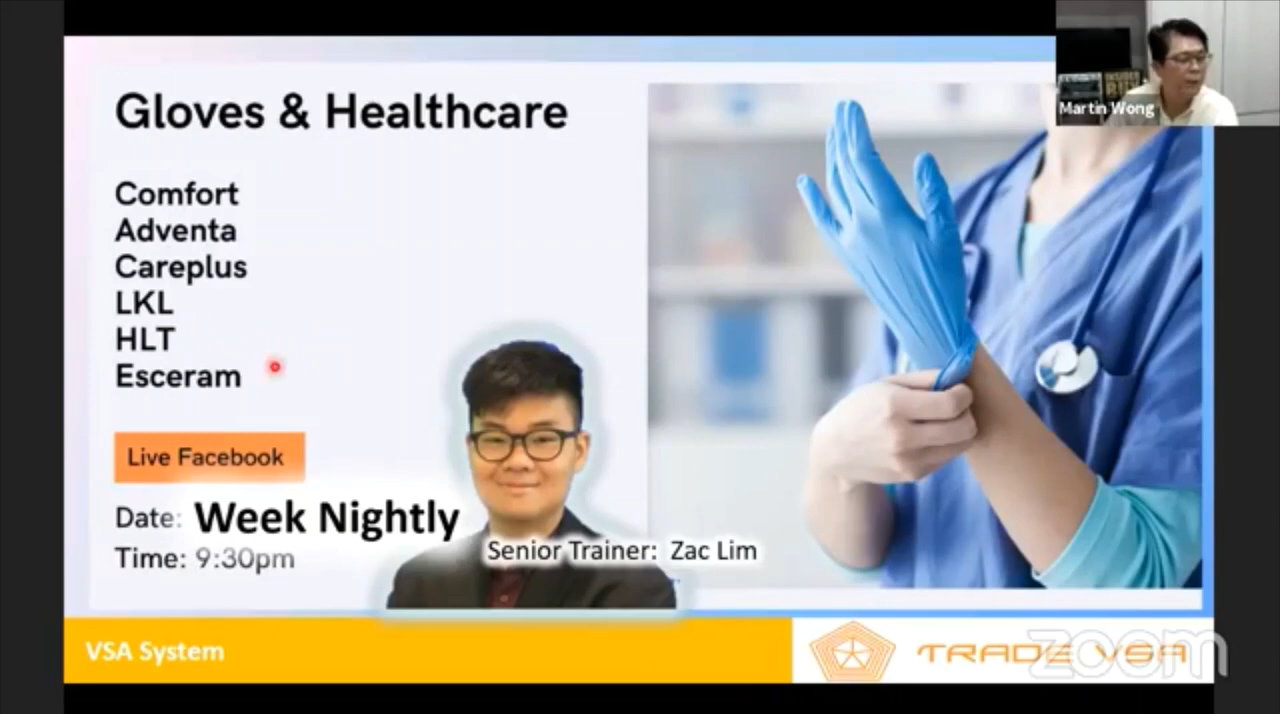 Gloves & Healthcare
Martin Wong
Comfort
Adventa
Careplus
LKL
HLT
Esceram
Live Facebook
Date: Week Nightly
Time: 9:30pm
Senior Trainer: Zac Lim
VSA System
TRADE VSA
zoom